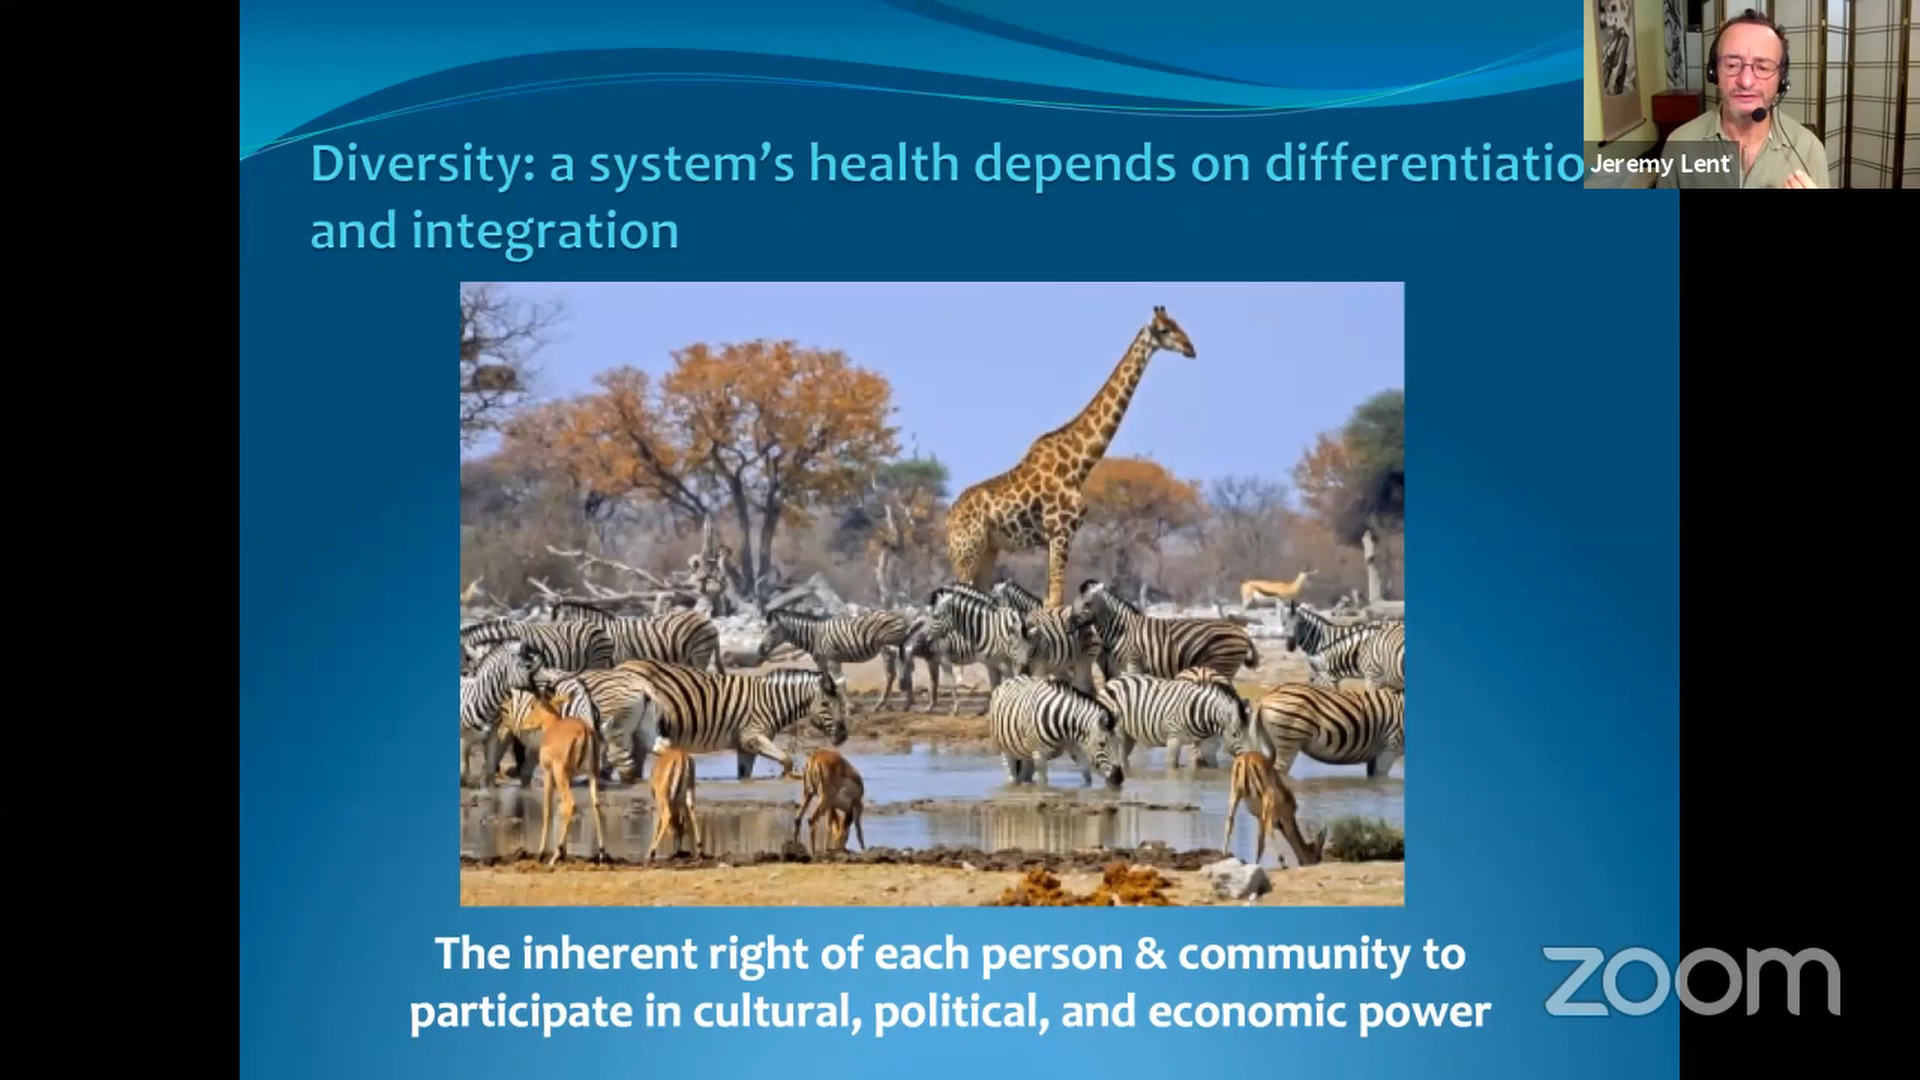 Diversity: a system's health depends on differentiatio
and integration
Jeremy Lent
The inherent right of each person & community to
participate in cultural, political, and economic power
zoom